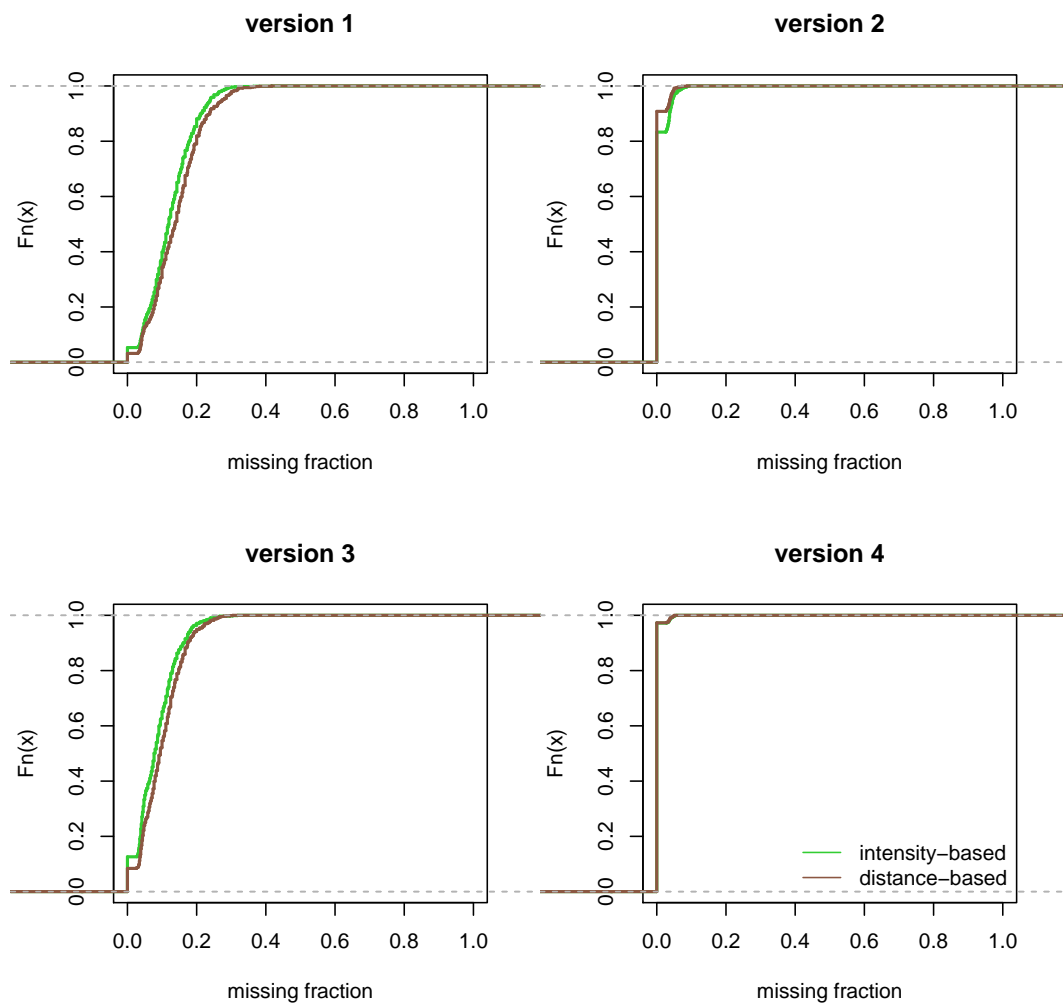 version 1
Fn(x)
1.0
0.8
0.6
0.4
0.2
0.0
0.0 0.2 0.4 0.6 0.8 1.0
missing fraction
version 2
Fn(x)
1.0
0.8
0.6
0.4
0.2
0.0
0.0 0.2 0.4 0.6 0.8 1.0
missing fraction
version 3
Fn(x)
1.0
0.8
0.6
0.4
0.2
0.0
0.0 0.2 0.4 0.6 0.8 1.0
missing fraction
version 4
Fn(x)
1.0
0.8
0.6
0.4
0.2
0.0
intensity−based
distance−based
0.0 0.2 0.4 0.6 0.8 1.0
missing fraction